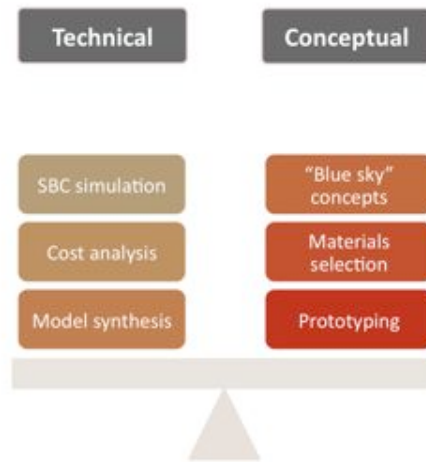 Technical
Conceptual
SBC simulation
"Blue sky"
concepts
Cost analysis
Materials
selection
Model synthesis
Prototyping